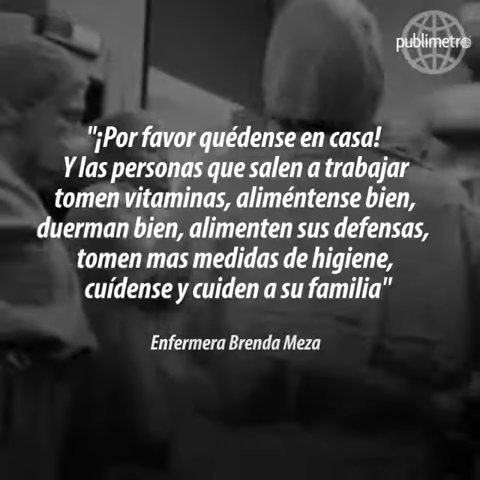 publimetro
"¡Por favor quédense en casa!
Y las personas que salen a trabajar
tomen vitaminas, aliméntense bien,
duerman bien, alimenten sus defensas,
tomen mas medidas de higiene,
cuídense y cuiden a su familia"
Enfermera Brenda Meza